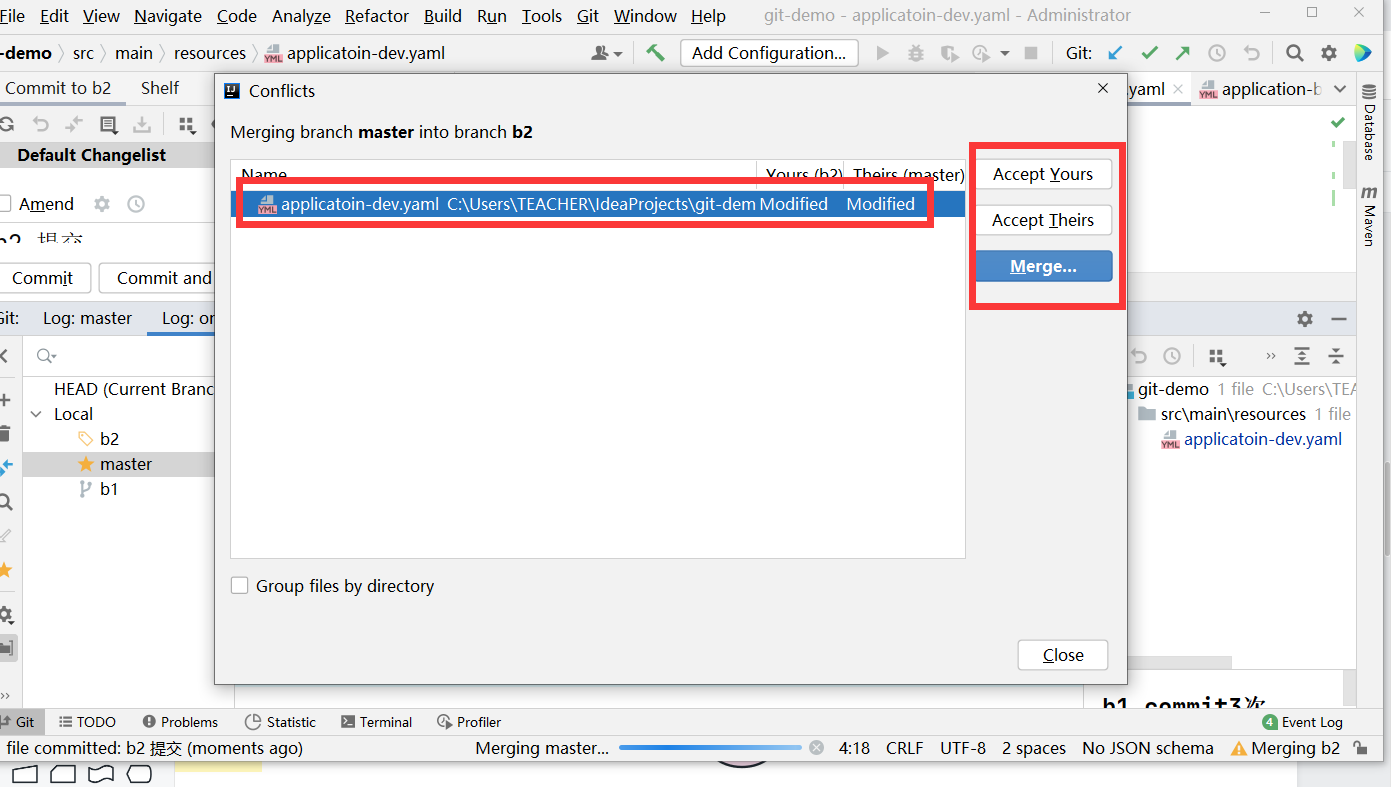 File Edit View Navigate Code Analyze Refactor Build Run Tools Git Window Help git-demo - applicatoin-dev.yaml - Administrator
-demo src main resources applicatoin-dev.yaml Add Configuration... Git:
Commit to b2 Shelf
.yaml application-b
Database
Maven
Default Changelist
Amend
b2 提交
Commit Commit and
Git: Log: master Log: or
HEAD (Current Branc
Local
b2
master
b1
Conflicts
Merging branch master into branch b2
Name Yours (b2) Theirs (master)
applicatoin-dev.yaml C:\Users\TEACHER\IdeaProjects\git-dem Modified Modified
Accept Yours
Accept Theirs
Merge...
Group files by directory
Close
git-demo 1 file C:\Users\TEA
src\main\resources 1 file
applicatoin-dev.yaml
b1 commit3次
Git TODO Problems Statistic Terminal Profiler 4 Event Log
file committed: b2 提交 (moments ago) Merging master... 4:18 CRLF UTF-8 2 spaces No JSON schema Merging b2